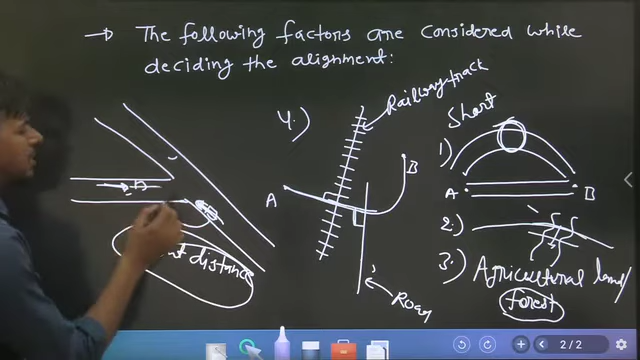 → The following factors are considered while
deciding the alignment:
4.)
Railway track
A
B
Road
distance
Short
1)
A
B
2.)
3.)
Agricultural land/
forest
2/2